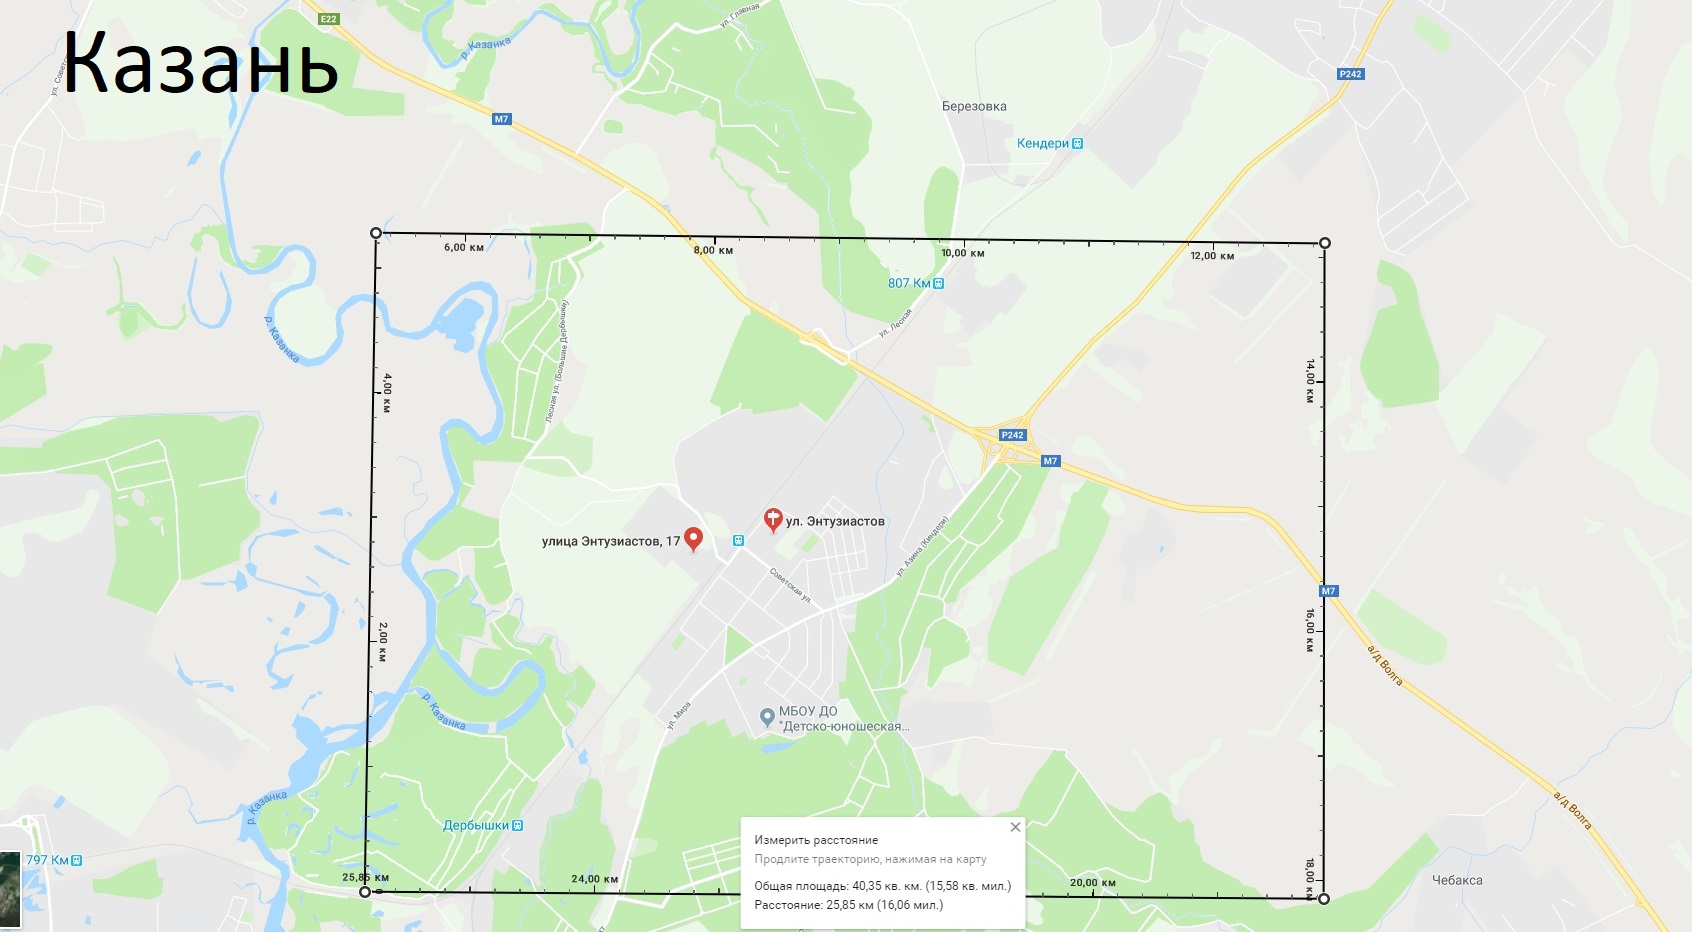 Казань
E22
р. Казанка
ул. Главная
ул. Советс
M7
Березовка
Кендери
P242
6,00 км
8,00 км
10,00 км
12,00 км
807 Км
р. Казанка
Лесная ул. (Большие Дербышки)
ул. Лесная
4,00 км
14,00 км
P242
M7
ул. Энтузиастов
улица Энтузиастов, 17
Советская ул.
ул. Азина (Киндери)
M7
2,00 км
16,00 км
а/д Волга
р. Казанка
ул. Мира
МБОУ ДО
"Детско-юношеская...
р. Казанка
Дербышки
а/д Волга
797 Км
25,85 км
24,00 км
20,00 км
18,00 км
Чебакса
Измерить расстояние
Продлите траекторию, нажимая на карту
Общая площадь: 40,35 кв. км. (15,58 кв. мил.)
Расстояние: 25,85 км (16,06 мил.)